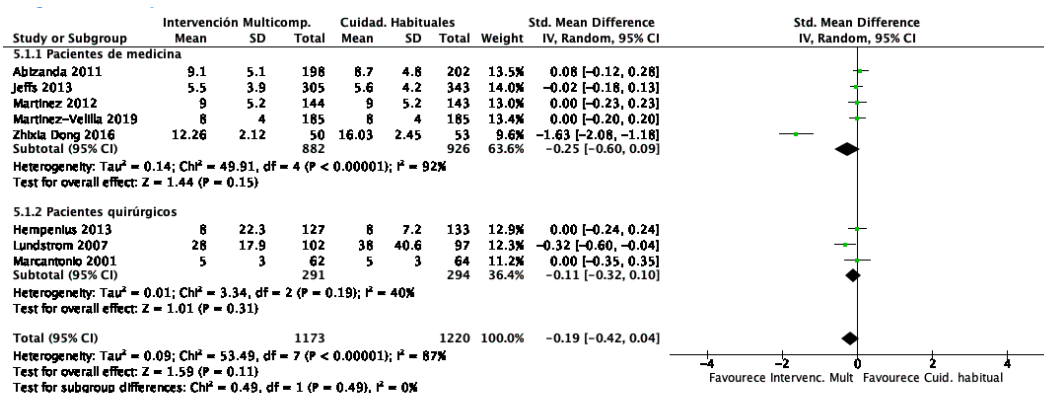 Intervención Multicomp. Cuidad. Habituales Std. Mean Difference Std. Mean Difference
Study or Subgroup Mean SD Total Mean SD Total Weight IV, Random, 95% CI IV, Random, 95% CI
5.1.1 Pacientes de medicina
Abizanda 2011 9.1 5.1 198 8.7 4.8 202 13.5% 0.08 [-0.12, 0.28]
Jeffs 2013 5.5 3.9 305 5.6 4.2 343 14.0% -0.02 [-0.18, 0.13]
Martinez 2012 9 5.2 144 9 5.2 143 13.0% 0.00 [-0.23, 0.23]
Martinez-Velilla 2019 8 4 185 8 4 185 13.4% 0.00 [-0.20, 0.20]
Zhixia Dong 2016 12.26 2.12 50 16.03 2.45 53 9.6% -1.63 [-2.08, -1.18]
Subtotal (95% CI) 882 926 63.6% -0.25 [-0.60, 0.09]
Heterogeneity: Tau² = 0.14; Chi² = 49.91, df = 4 (P < 0.00001); I² = 92%
Test for overall effect: Z = 1.44 (P = 0.15)
5.1.2 Pacientes quirúrgicos
Hempenius 2013 8 22.3 127 8 7.2 133 12.9% 0.00 [-0.24, 0.24]
Lundstrom 2007 28 17.9 102 38 40.6 97 12.3% -0.32 [-0.60, -0.04]
Marcantonio 2001 5 3 62 5 3 64 11.2% 0.00 [-0.35, 0.35]
Subtotal (95% CI) 291 294 36.4% -0.11 [-0.32, 0.10]
Heterogeneity: Tau² = 0.01; Chi² = 3.34, df = 2 (P = 0.19); I² = 40%
Test for overall effect: Z = 1.01 (P = 0.31)
Total (95% CI) 1173 1220 100.0% -0.19 [-0.42, 0.04]
Heterogeneity: Tau² = 0.09; Chi² = 53.49, df = 7 (P < 0.00001); I² = 87%
Test for overall effect: Z = 1.59 (P = 0.11)
Test for subgroup differences: Chi² = 0.49, df = 1 (P = 0.49), I² = 0%
-4 -2 0 2 4
Favourece Intervenc. Mult Favourece Cuid. habitual